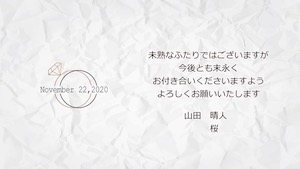 November 22,2020
未熟なふたりではございますが
今後とも末永く
お付き合いくださいますよう
よろしくお願いいたします
山田　晴人
桜